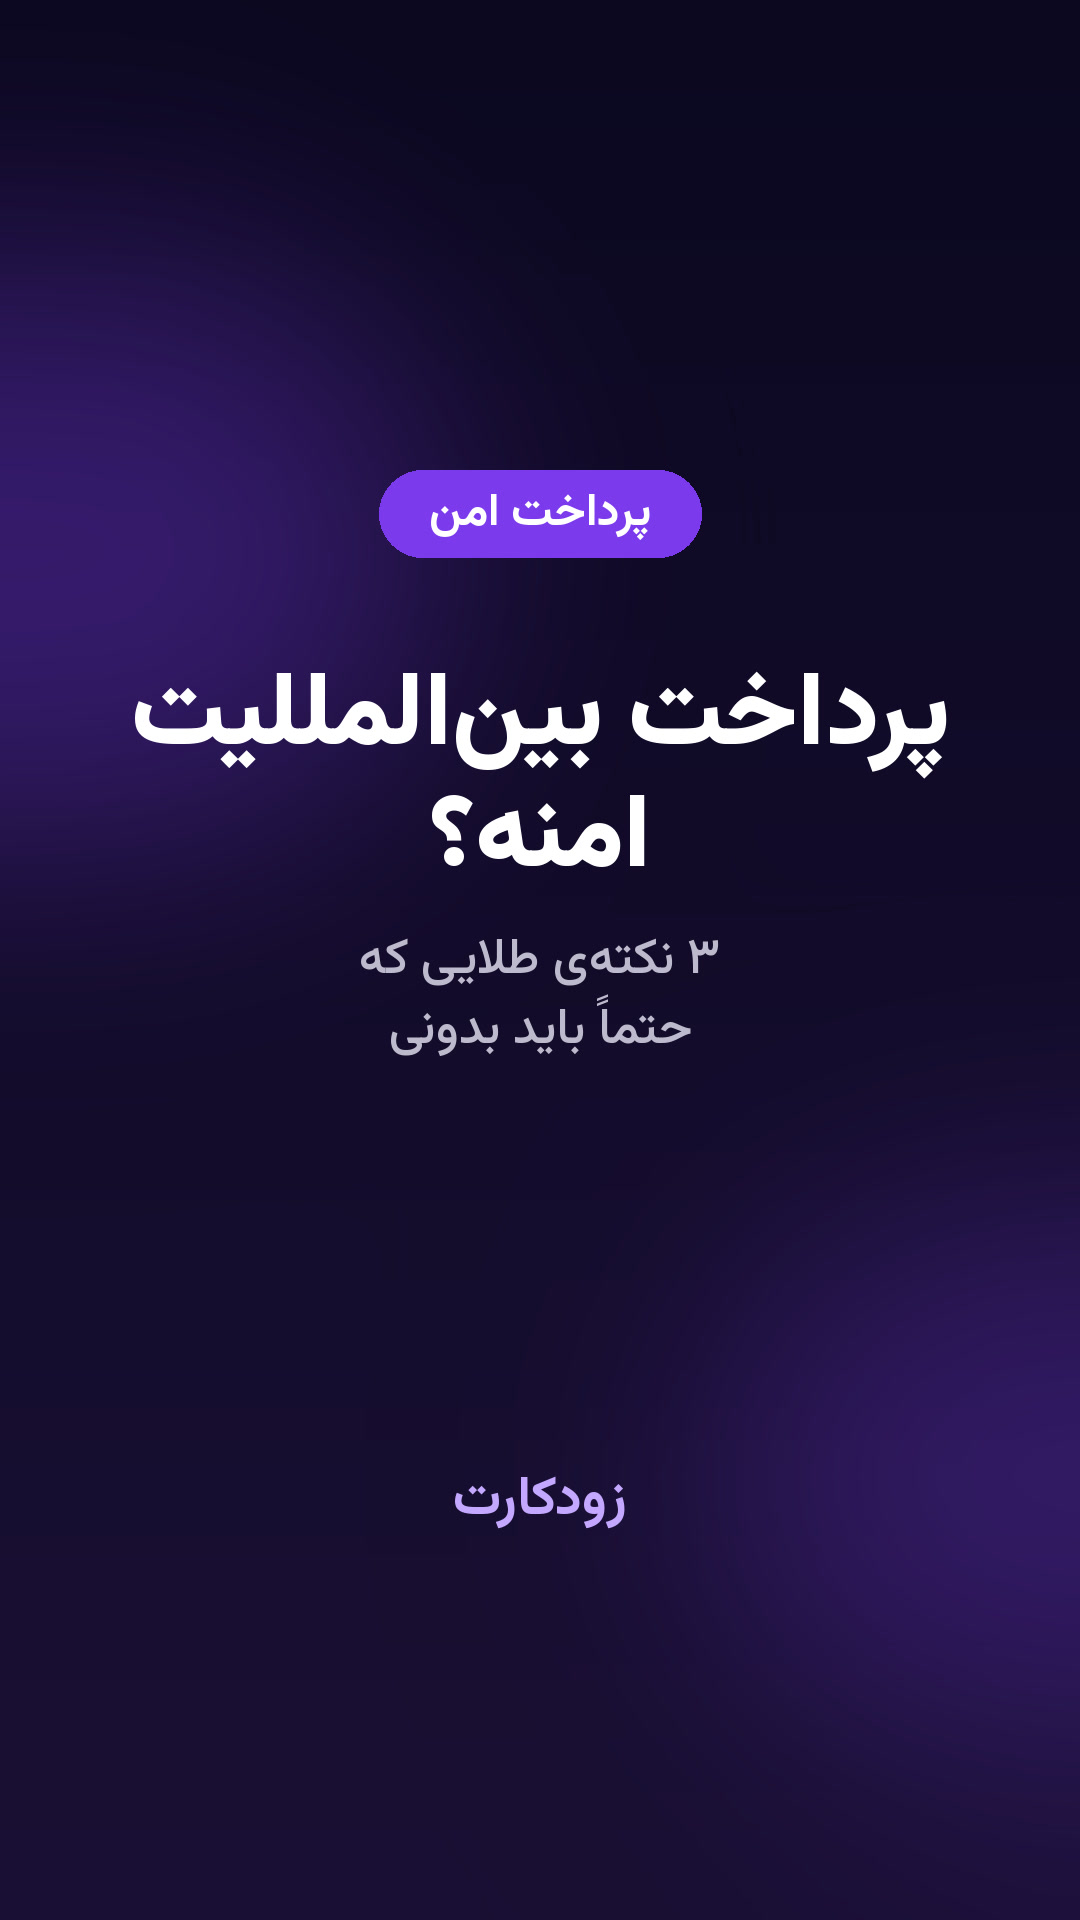 پرداخت امن
پرداخت بین‌المللیت
امنه؟
۳ نکته‌ی طلایی که
حتماً باید بدونی
زودکارت